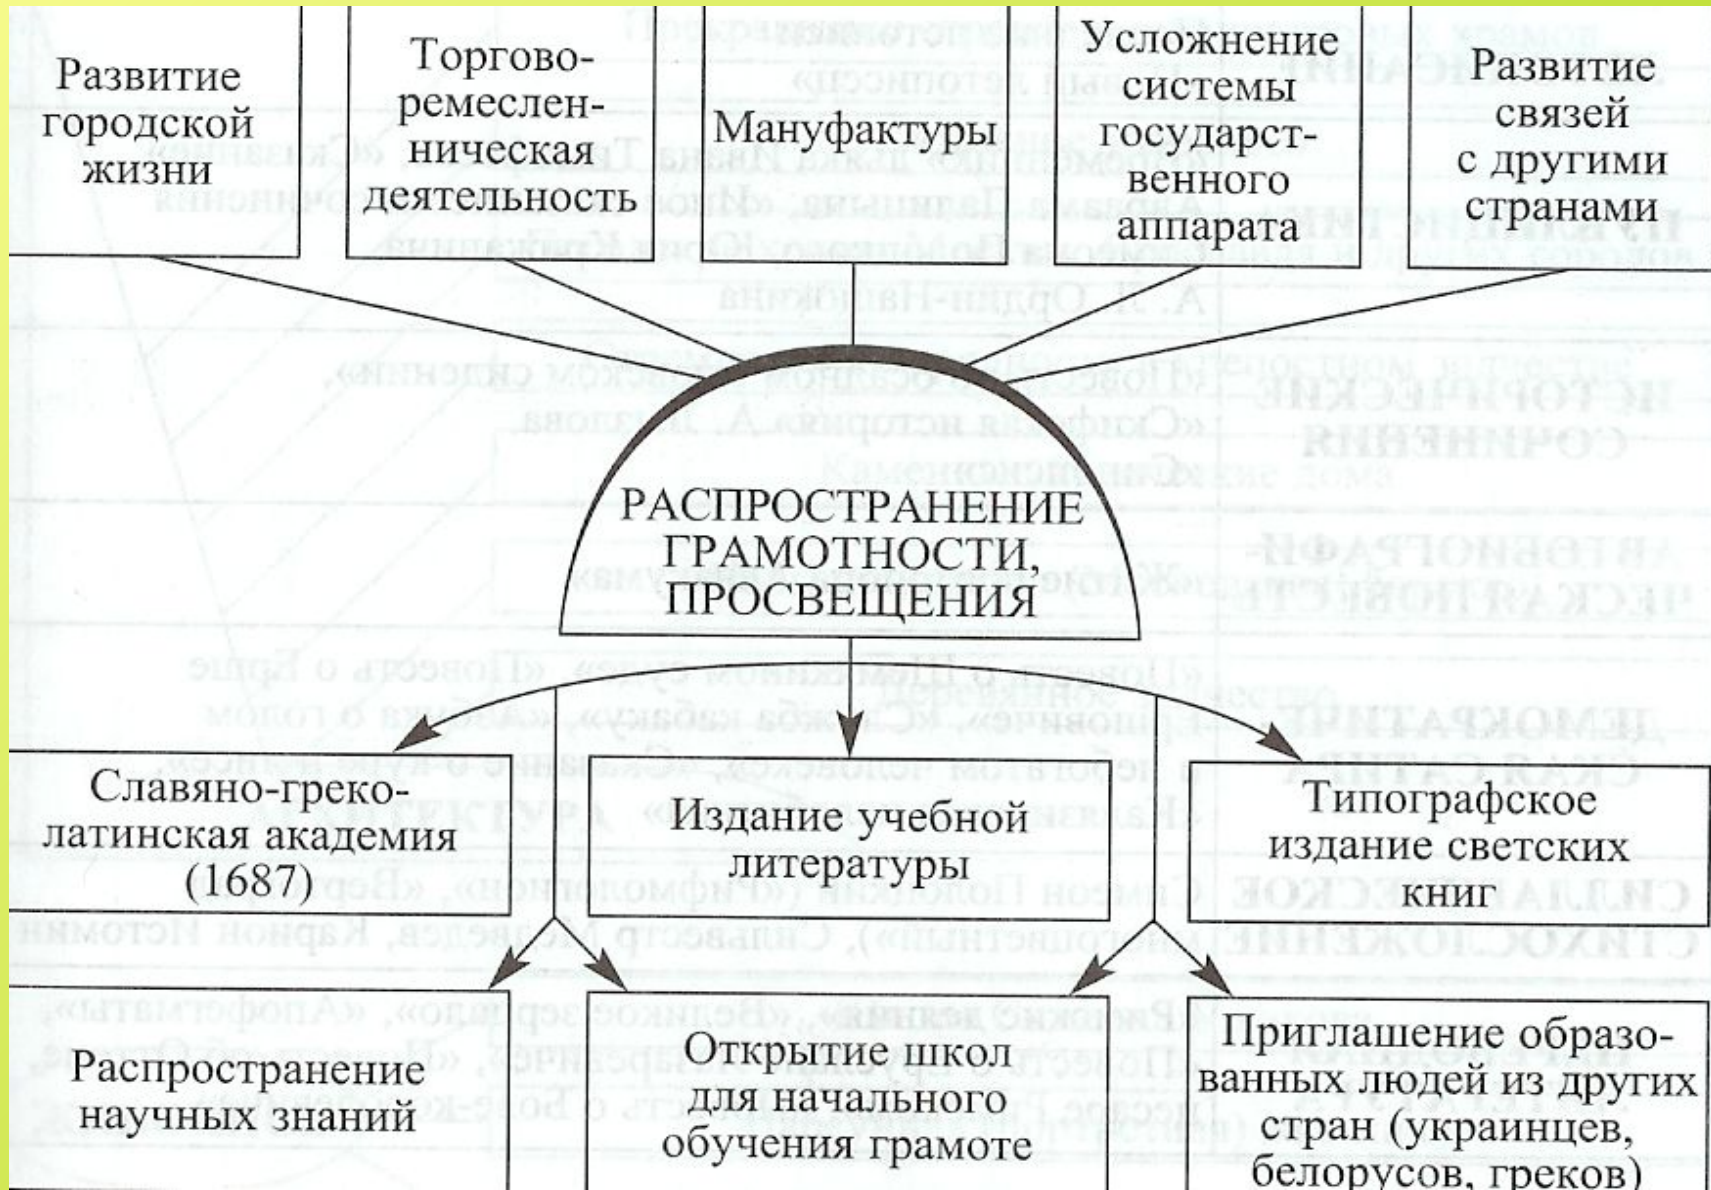 Развитие
городской
жизни
Торгово-
ремеслен-
ническая
деятельность
Мануфактуры
Усложнение
системы
государст-
венного
аппарата
Развитие
связей
с другими
странами
РАСПРОСТРАНЕНИЕ
ГРАМОТНОСТИ,
ПРОСВЕЩЕНИЯ
Славяно-греко-
латинская академия
(1687)
Издание учебной
литературы
Типографское
издание светских
книг
Распространение
научных знаний
Открытие школ
для начального
обучения грамоте
Приглашение образо-
ванных людей из других
стран (украинцев,
белорусов, греков)